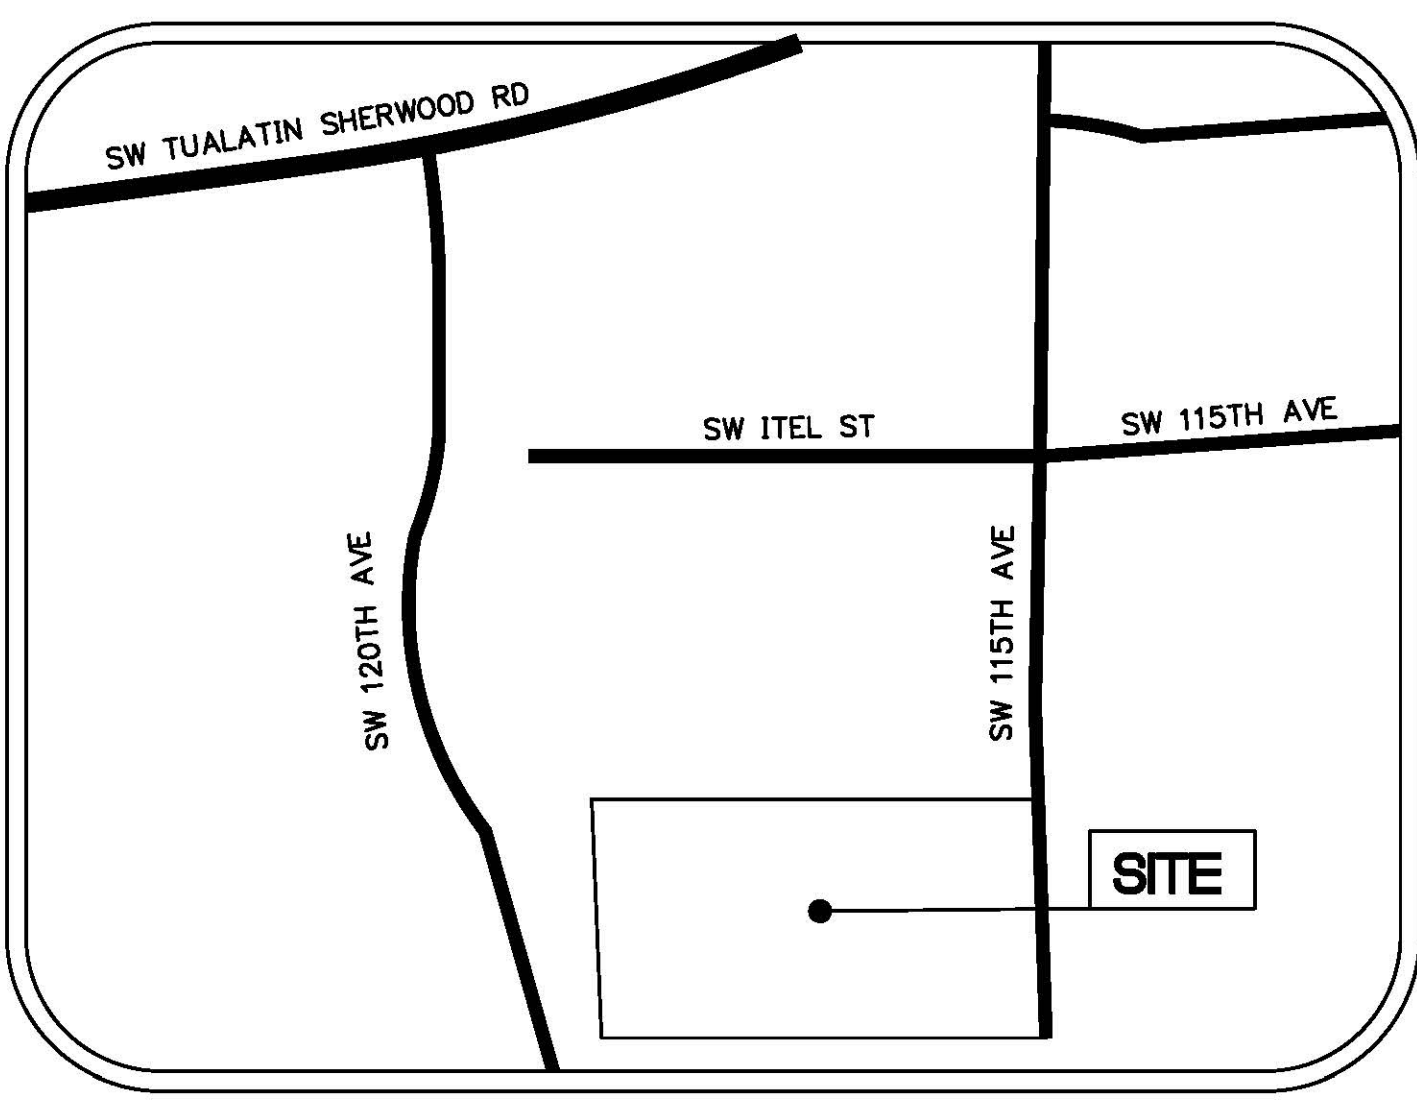 SW TUALATIN SHERWOOD RD
SW ITEL ST
SW 115TH AVE
SW 120TH AVE
SW 115TH AVE
SITE